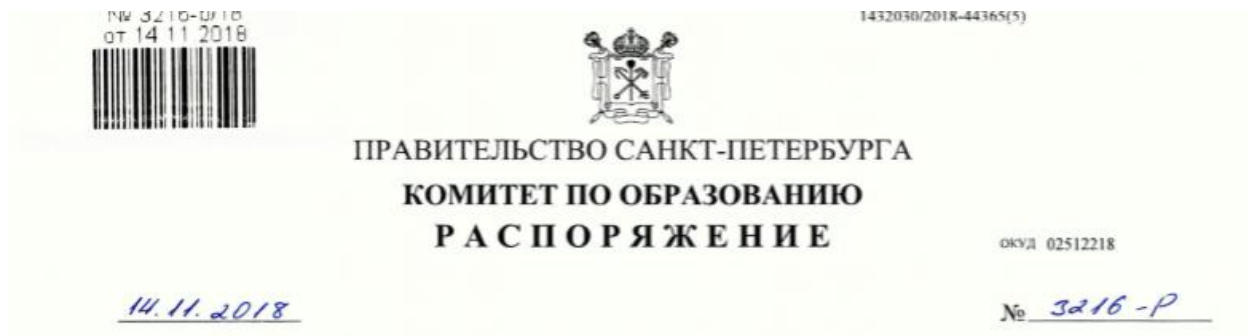 № 3216-р/18
от 14 11 2018
1432030/2018-44365(5)
ПРАВИТЕЛЬСТВО САНКТ-ПЕТЕРБУРГА
КОМИТЕТ ПО ОБРАЗОВАНИЮ
РАСПОРЯЖЕНИЕ
ОКУД 02512218
14.11.2018
№ 3216-Р